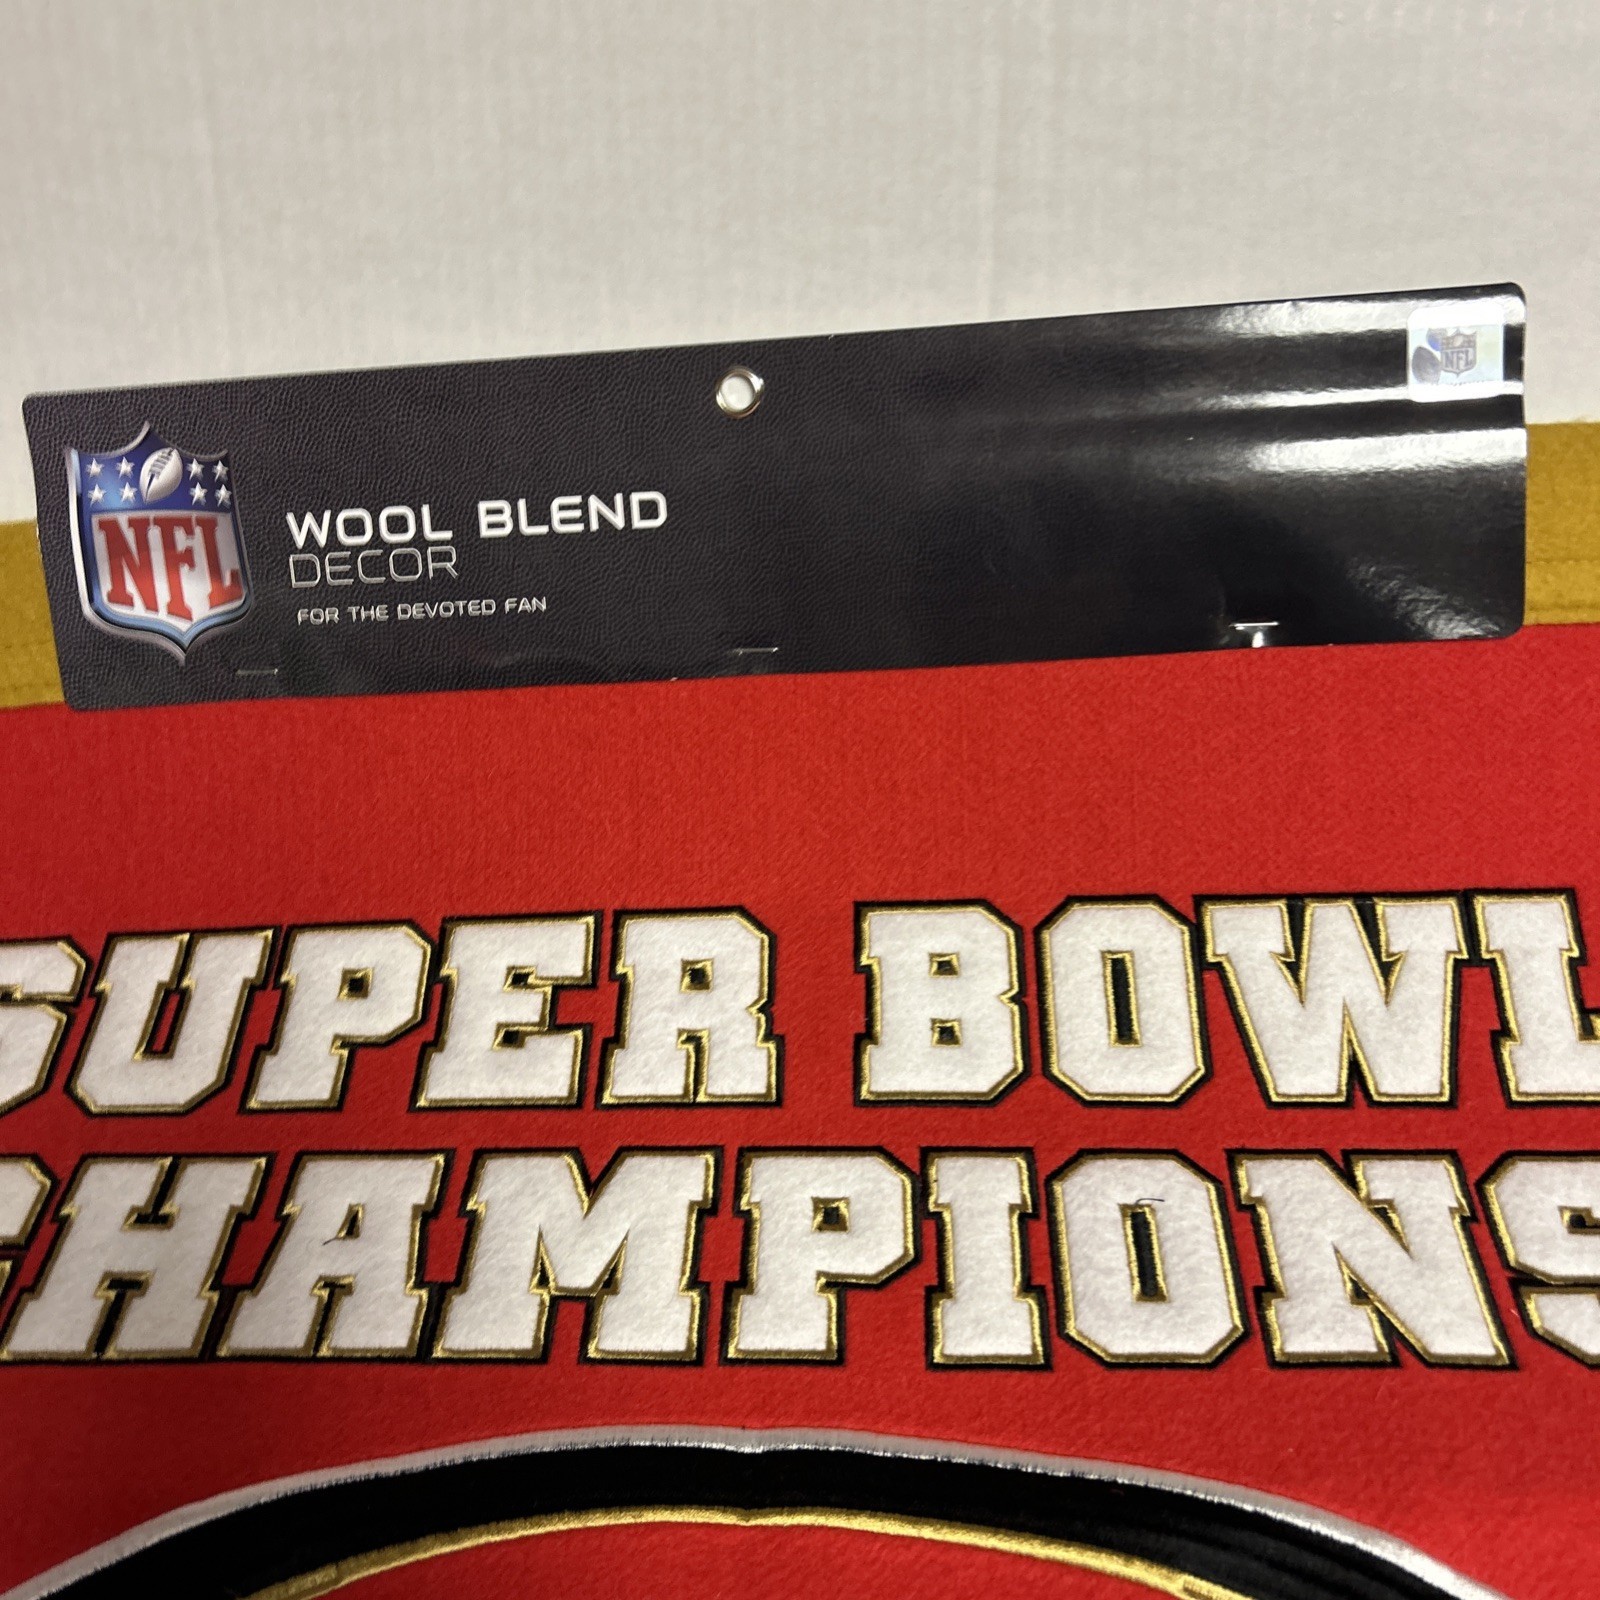 NFL
NFL
WOOL BLEND
DECOR
FOR THE DEVOTED FAN
SUPER BOWL
CHAMPIONS